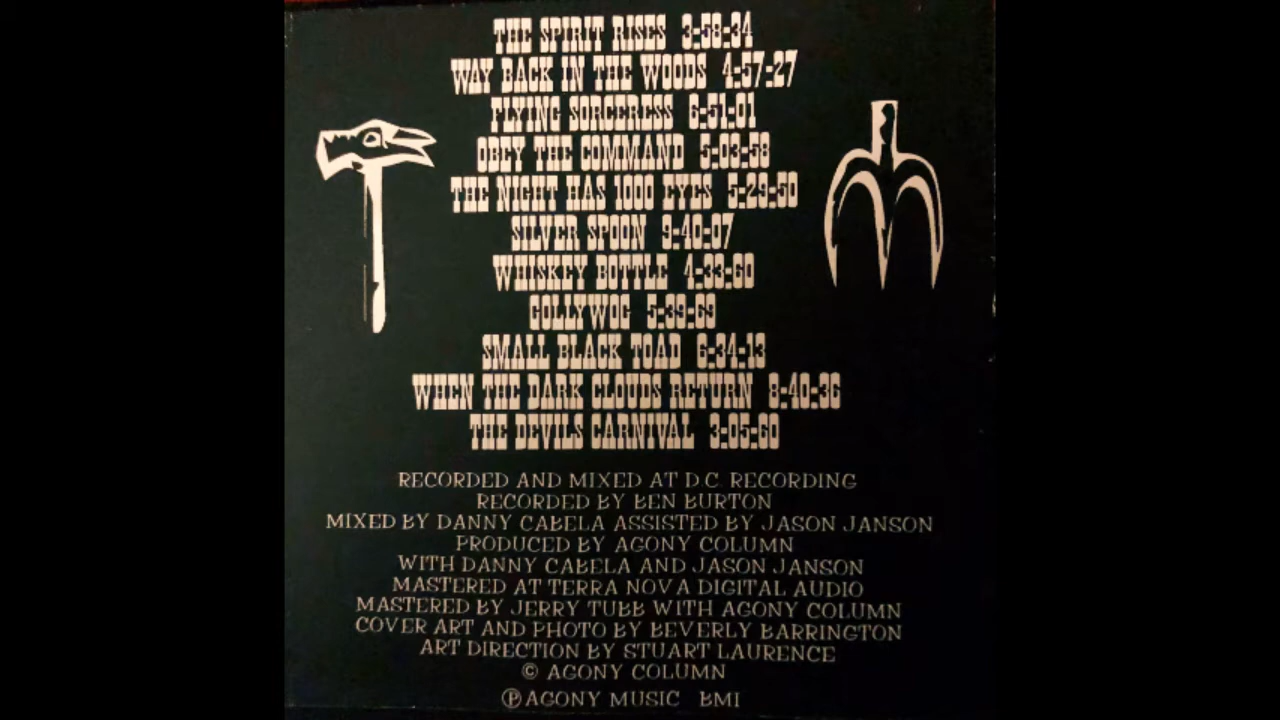 THE SPIRIT RISES 3:58:34
WAY BACK IN THE WOODS 4:57:27
FLYING SORCERESS 6:51:01
OBEY THE COMMAND 5:03:58
THE NIGHT HAS 1000 EYES 5:29:50
SILVER SPOON 9:40:07
WHISKEY BOTTLE 4:33:60
GOLLYWOG 5:39:69
SMALL BLACK TOAD 6:34:13
WHEN THE DARK CLOUDS RETURN 8:40:36
THE DEVILS CARNIVAL 3:05:60
RECORDED AND MIXED AT D.C. RECORDING
RECORDED BY BEN BURTON
MIXED BY DANNY CABELA ASSISTED BY JASON JANSON
PRODUCED BY AGONY COLUMN
WITH DANNY CABELA AND JASON JANSON
MASTERED AT TERRA NOVA DIGITAL AUDIO
MASTERED BY JERRY TUBB WITH AGONY COLUMN
COVER ART AND PHOTO BY BEVERLY BARRINGTON
ART DIRECTION BY STUART LAURENCE
© AGONY COLUMN
℗ AGONY MUSIC BMI